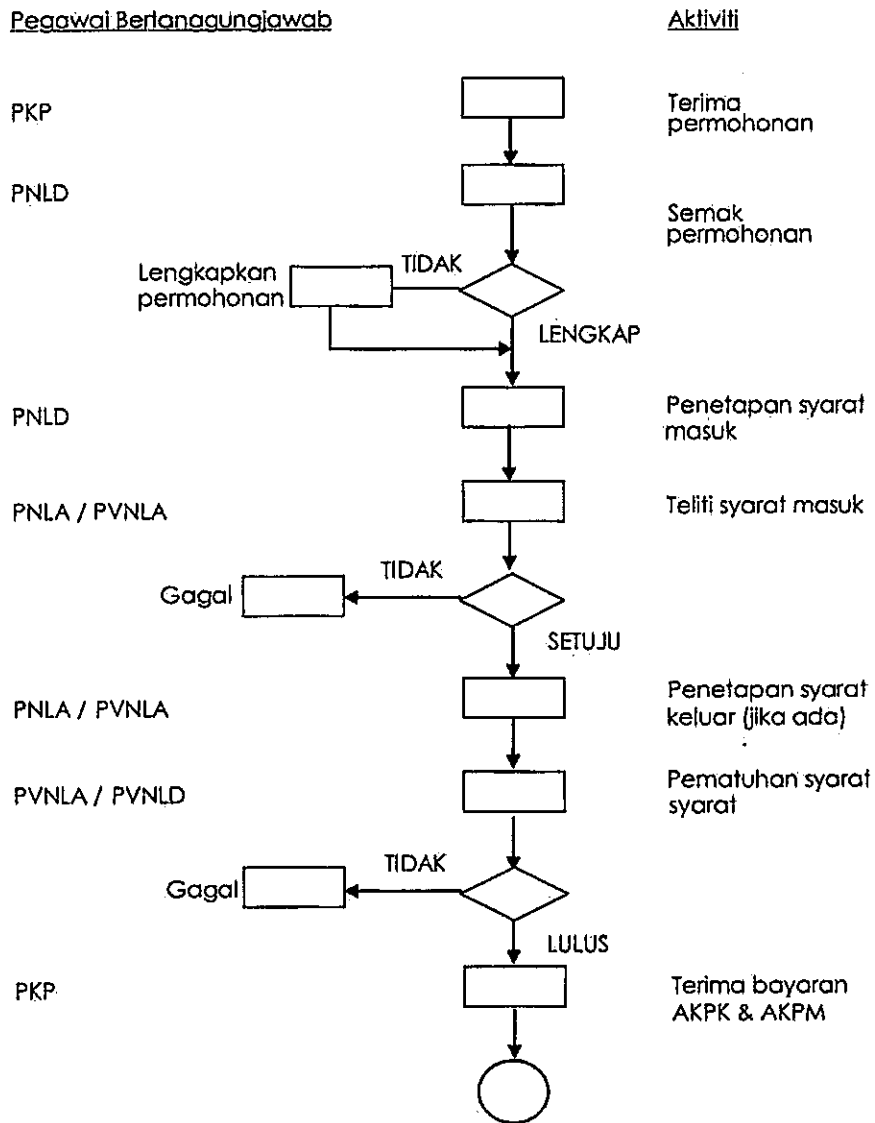 Pegawai Bertanggungjawab
Aktiviti
PKP
Terima
permohonan
PNLD
Semak
permohonan
Lengkapkan
permohonan
TIDAK
LENGKAP
PNLD
Penetapan syarat
masuk
PNLA / PVNLA
Teliti syarat masuk
TIDAK
Gagal
SETUJU
PNLA / PVNLA
Penetapan syarat
keluar (jika ada)
PVNLA / PVNLD
Pematuhan syarat
syarat
TIDAK
Gagal
LULUS
PKP
Terima bayaran
AKPK & AKPM